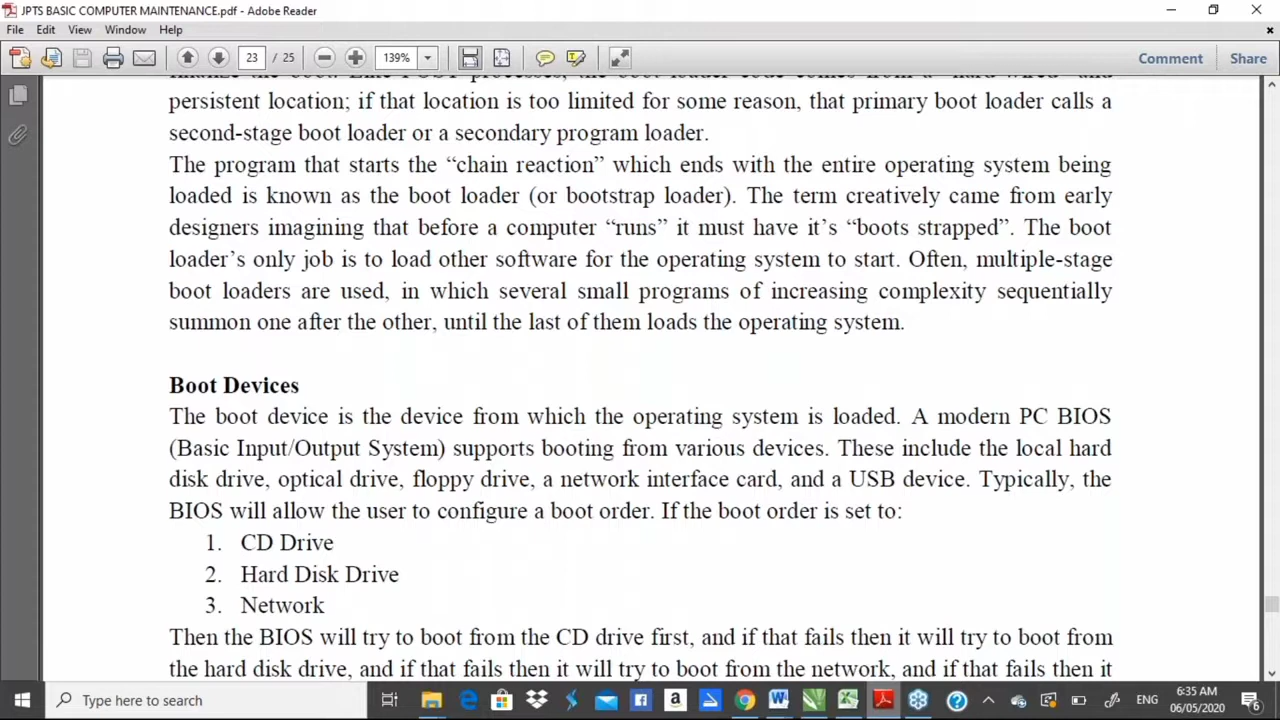 JPTS BASIC COMPUTER MAINTENANCE.pdf - Adobe Reader
File Edit View Window Help
23 / 25 139% Comment Share
persistent location; if that location is too limited for some reason, that primary boot loader calls a
second-stage boot loader or a secondary program loader.
The program that starts the “chain reaction” which ends with the entire operating system being
loaded is known as the boot loader (or bootstrap loader). The term creatively came from early
designers imagining that before a computer “runs” it must have it’s “boots strapped”. The boot
loader’s only job is to load other software for the operating system to start. Often, multiple-stage
boot loaders are used, in which several small programs of increasing complexity sequentially
summon one after the other, until the last of them loads the operating system.
Boot Devices
The boot device is the device from which the operating system is loaded. A modern PC BIOS
(Basic Input/Output System) supports booting from various devices. These include the local hard
disk drive, optical drive, floppy drive, a network interface card, and a USB device. Typically, the
BIOS will allow the user to configure a boot order. If the boot order is set to:
1. CD Drive
2. Hard Disk Drive
3. Network
Then the BIOS will try to boot from the CD drive first, and if that fails then it will try to boot from
the hard disk drive, and if that fails then it will try to boot from the network, and if that fails then it
Type here to search ENG 6:35 AM
06/05/2020 6